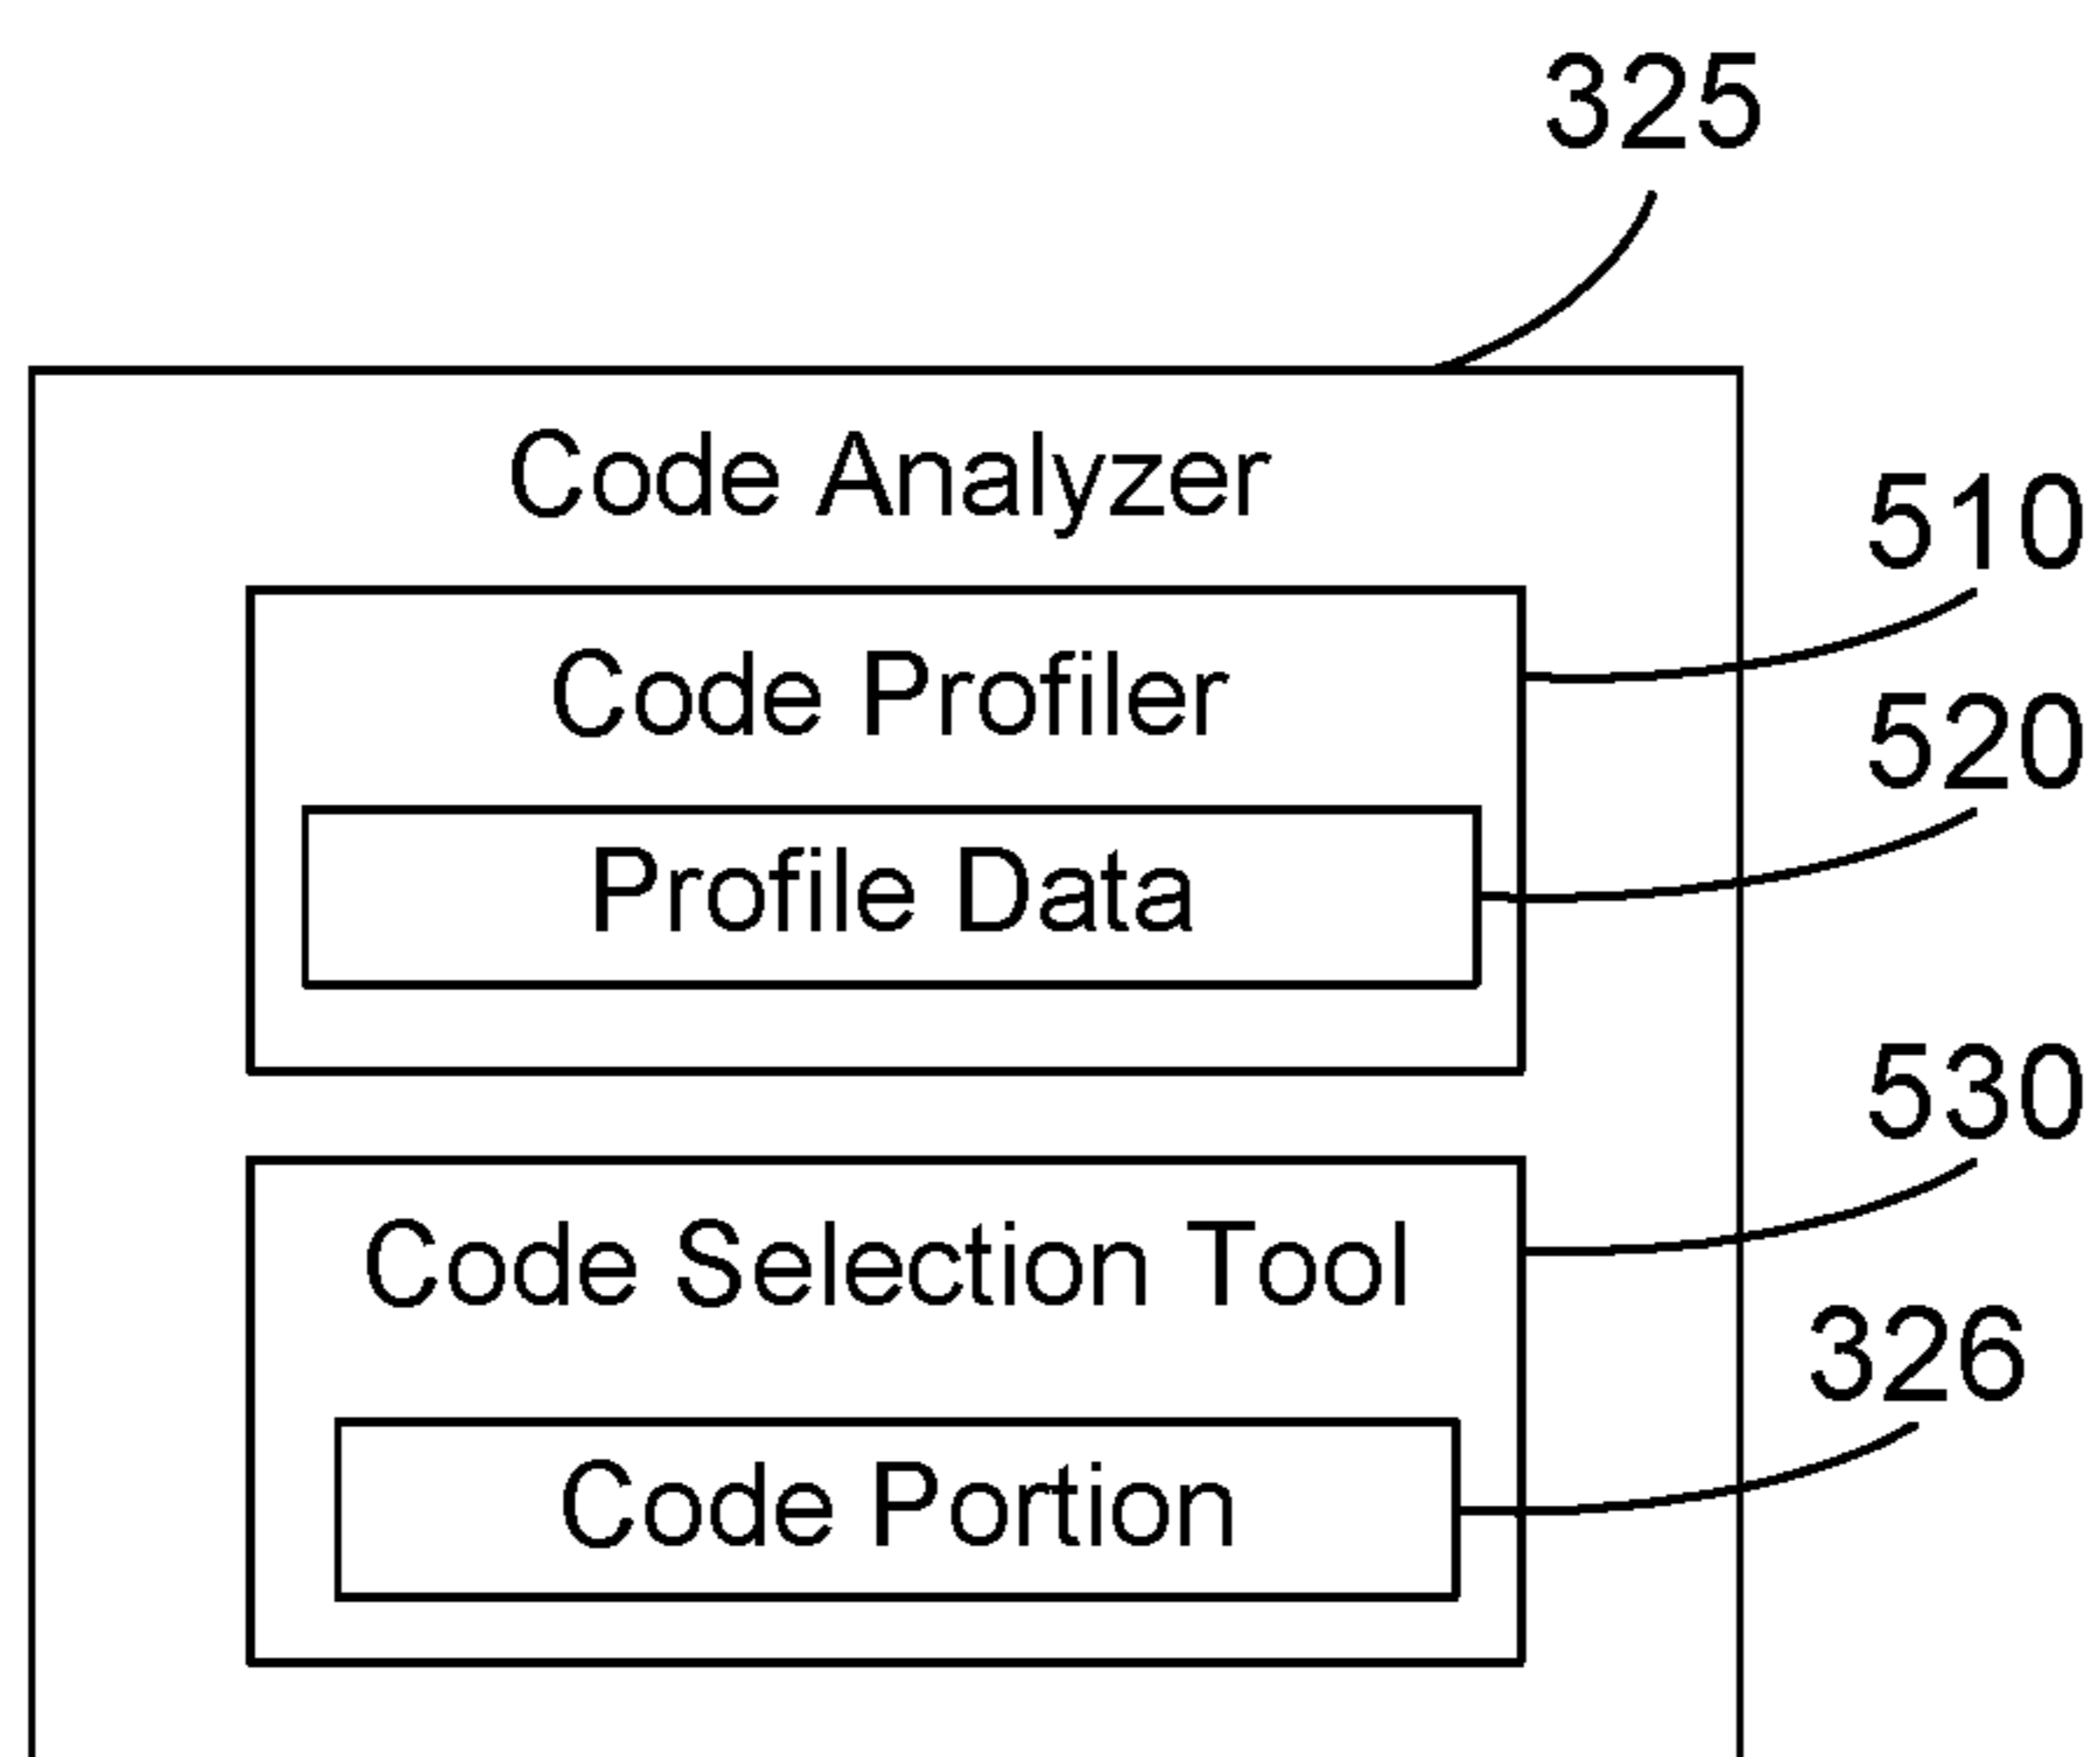 325
Code Analyzer
510
Code Profiler
520
Profile Data
530
Code Selection Tool
326
Code Portion